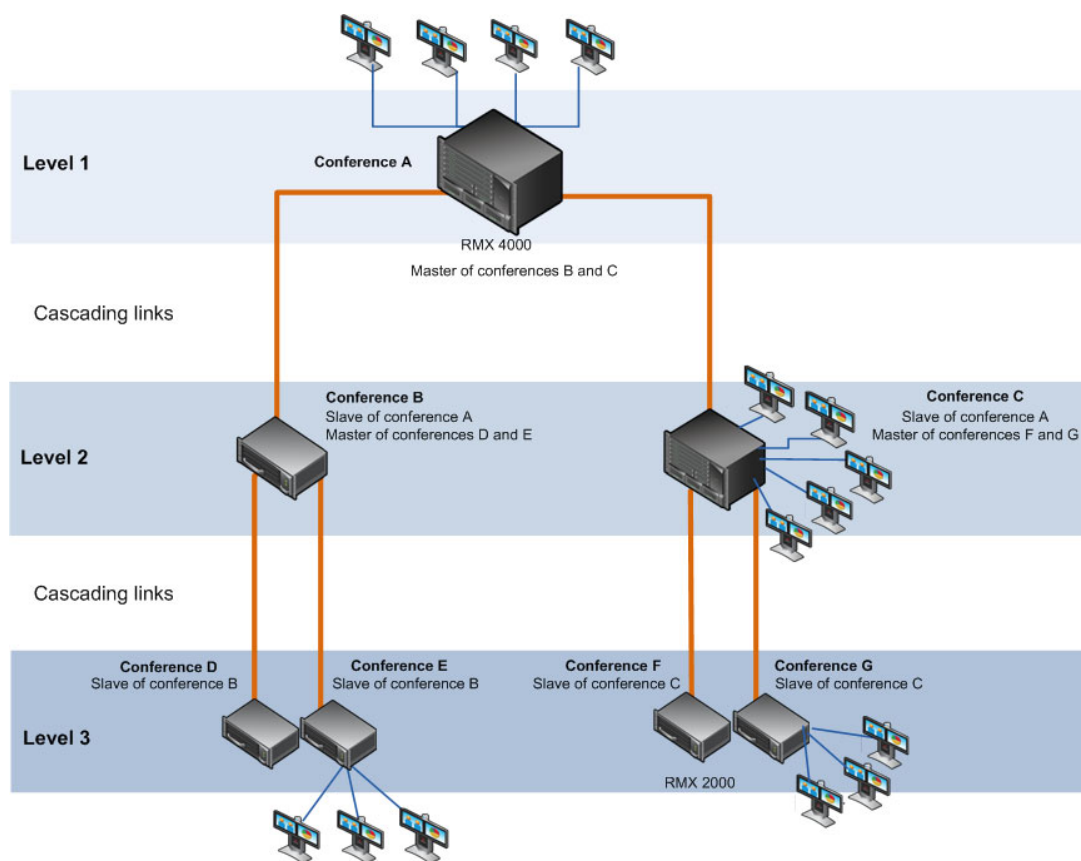 Level 1
Conference A
RMX 4000
Master of conferences B and C
Cascading links
Level 2
Conference B
Slave of conference A
Master of conferences D and E
Conference C
Slave of conference A
Master of conferences F and G
Cascading links
Level 3
Conference D
Slave of conference B
Conference E
Slave of conference B
Conference F
Slave of conference C
Conference G
Slave of conference C
RMX 2000